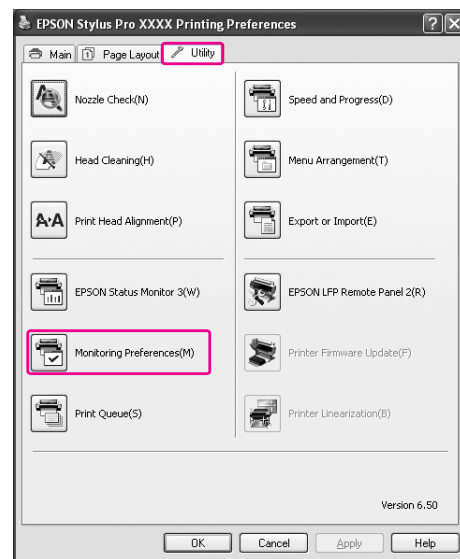 EPSON Stylus Pro XXXX Printing Preferences
Main Page Layout Utility
Nozzle Check(N)
Speed and Progress(D)
Head Cleaning(H)
Menu Arrangement(T)
Print Head Alignment(P)
Export or Import(E)
EPSON Status Monitor 3(W)
EPSON LFP Remote Panel 2(R)
Monitoring Preferences(M)
Printer Firmware Update(F)
Print Queue(S)
Printer Linearization(B)
Version 6.50
OK Cancel Apply Help